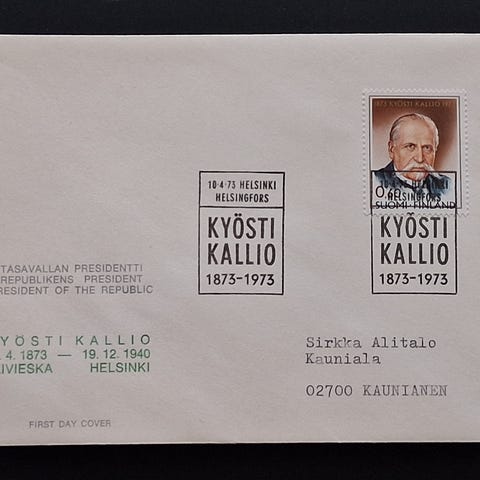 1873 KYÖSTI KALLIO 1973
0,60
SUOMI-FINLAND
10·4·73 HELSINKI
HELSINGFORS
KYÖSTI
KALLIO
1873-1973
10·4·73 HELSINKI
HELSINGFORS
KYÖSTI
KALLIO
1873-1973
TASAVALLAN PRESIDENTTI
REPUBLIKENS PRESIDENT
RESIDENT OF THE REPUBLIC
YÖSTI KALLIO
. 4. 1873 — 19. 12. 1940
IVIESKA HELSINKI
FIRST DAY COVER
Sirkka Alitalo
Kauniala
02700 KAUNIANEN